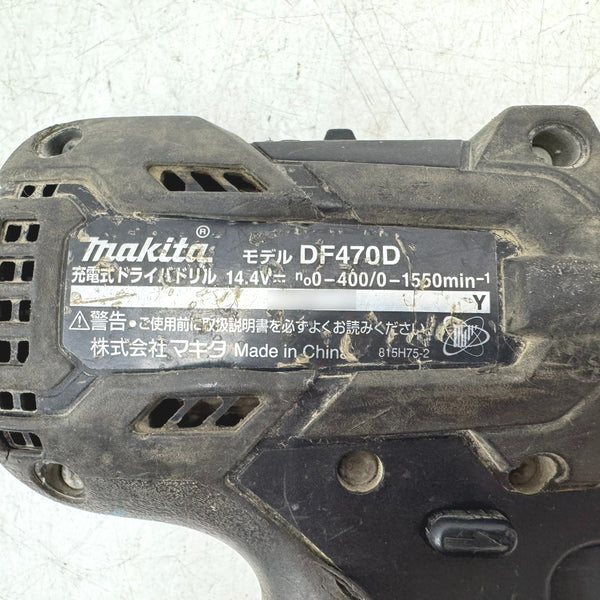 makita® モデル DF470D
充電式ドライバドリル 14.4V⎓ n₀0-400/0-1550min⁻¹
Y
⚠警告・ご使用前に取扱説明書を必ずよくお読みください
株式会社マキタ Made in China 815H75-2